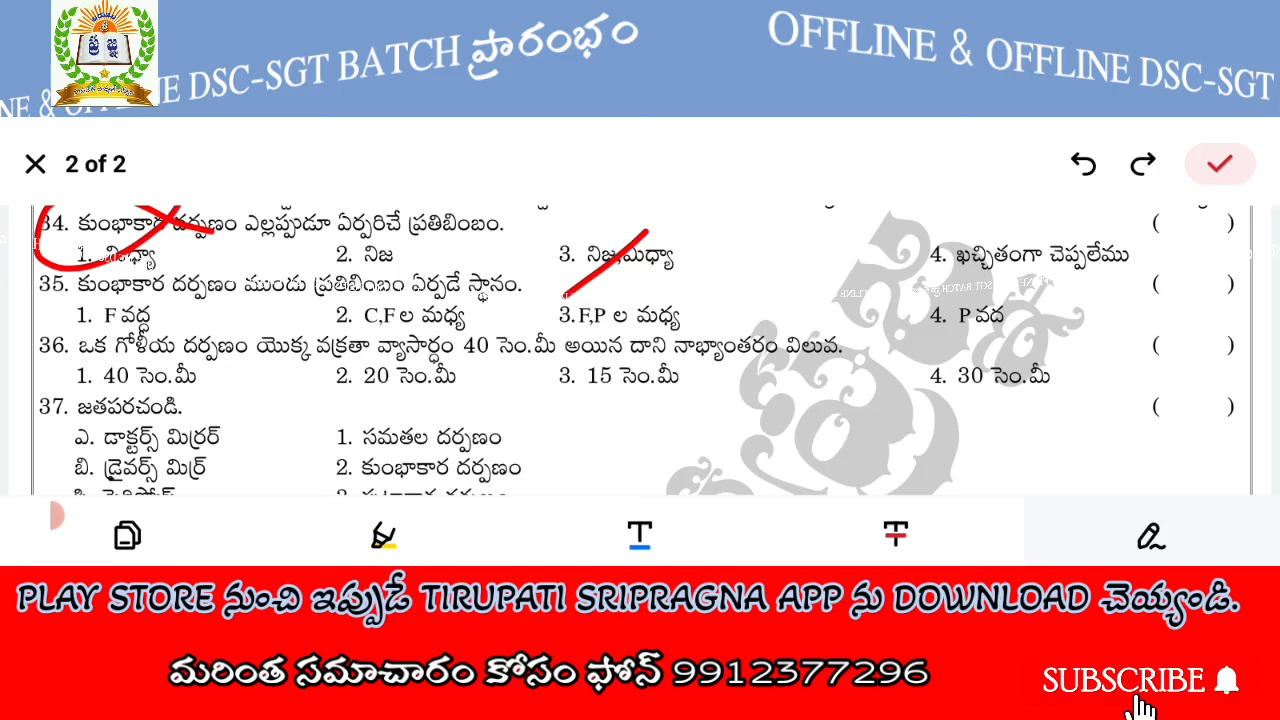 OFFLINE & OFFLINE DSC-SGT
E DSC-SGT BATCH ప్రారంభం
NE & OFFLINE
ప్రజ్ఞ
2 of 2
34. కుంభాకార దర్పణం ఎల్లప్పుడూ ఏర్పరిచే ప్రతిబింబం. ( )
1. మిధ్యా 2. నిజ 3. నిజ,మిధ్యా 4. ఖచ్చితంగా చెప్పలేము
35. కుంభాకార దర్పణం ముందు ప్రతిబింబం ఏర్పడే స్థానం. ( )
1. F వద్ద 2. C,F ల మధ్య 3.F,P ల మధ్య 4. P వద
36. ఒక గోళీయ దర్పణం యొక్క వక్రతా వ్యాసార్ధం 40 సెం.మీ అయిన దాని నాభ్యాంతరం విలువ. ( )
1. 40 సెం.మీ 2. 20 సెం.మీ 3. 15 సెం.మీ 4. 30 సెం.మీ
37. జతపరచండి. ( )
ఎ. డాక్టర్స్ మిర్రర్ 1. సమతల దర్పణం
బి. డ్రైవర్స్ మిర్ర్ 2. కుంభాకార దర్పణం
PLAY STORE నుంచి ఇప్పుడే TIRUPATI SRIPRAGNA APP ను DOWNLOAD చెయ్యండి.
మరింత సమాచారం కోసం ఫోన్ 9912377296
SUBSCRIBE